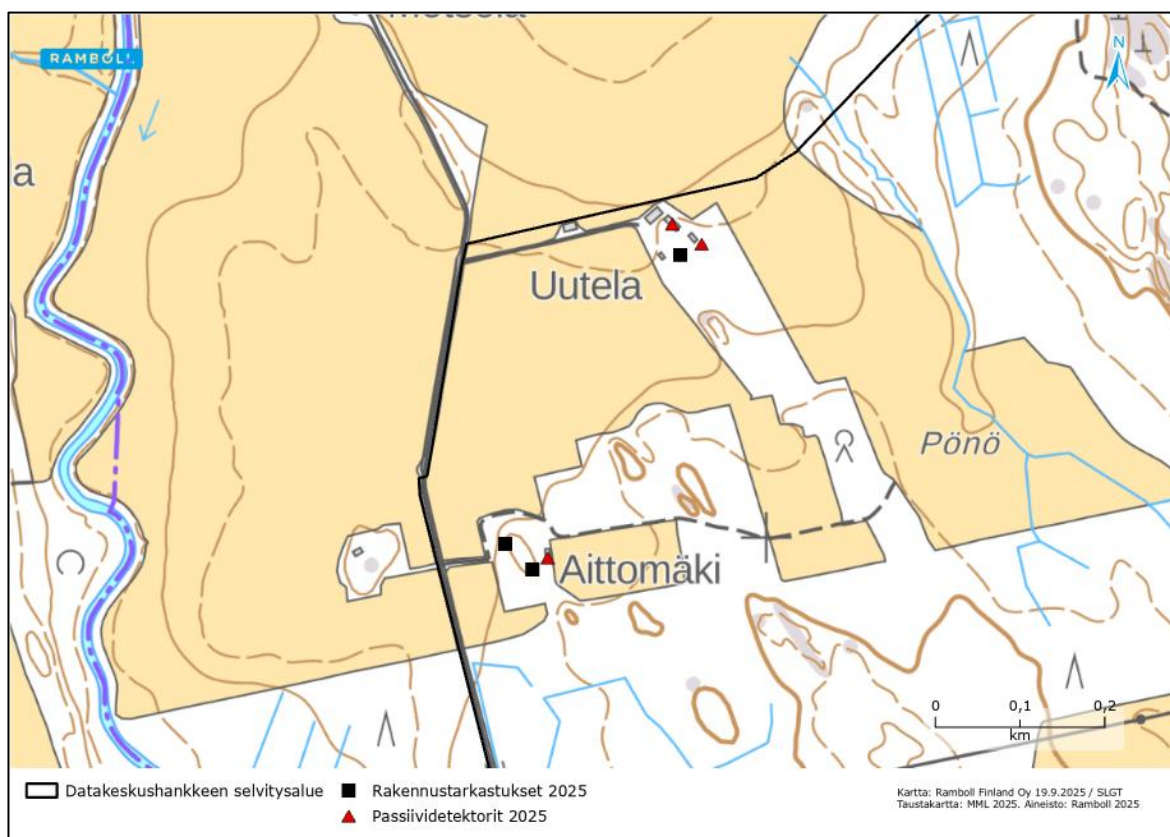 RAMBOLL
N
Uutela
Pönö
Aittomäki
0 0,1 0,2
km
Datakeskushankkeen selvitysalue
Rakennustarkastukset 2025
Passiividetektorit 2025
Kartta: Ramboll Finland Oy 19.9.2025 / SLGT
Taustakartta: MML 2025. Aineisto: Ramboll 2025